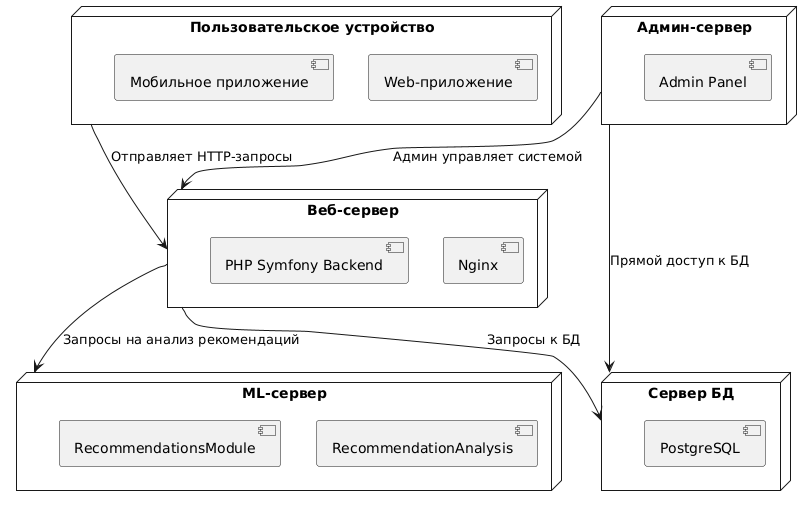 Пользовательское устройство
Админ-сервер
Мобильное приложение
Web-приложение
Admin Panel
Отправляет HTTP-запросы
Админ управляет системой
Веб-сервер
PHP Symfony Backend
Nginx
Прямой доступ к БД
Запросы на анализ рекомендаций
Запросы к БД
ML-сервер
Сервер БД
RecommendationsModule
RecommendationAnalysis
PostgreSQL